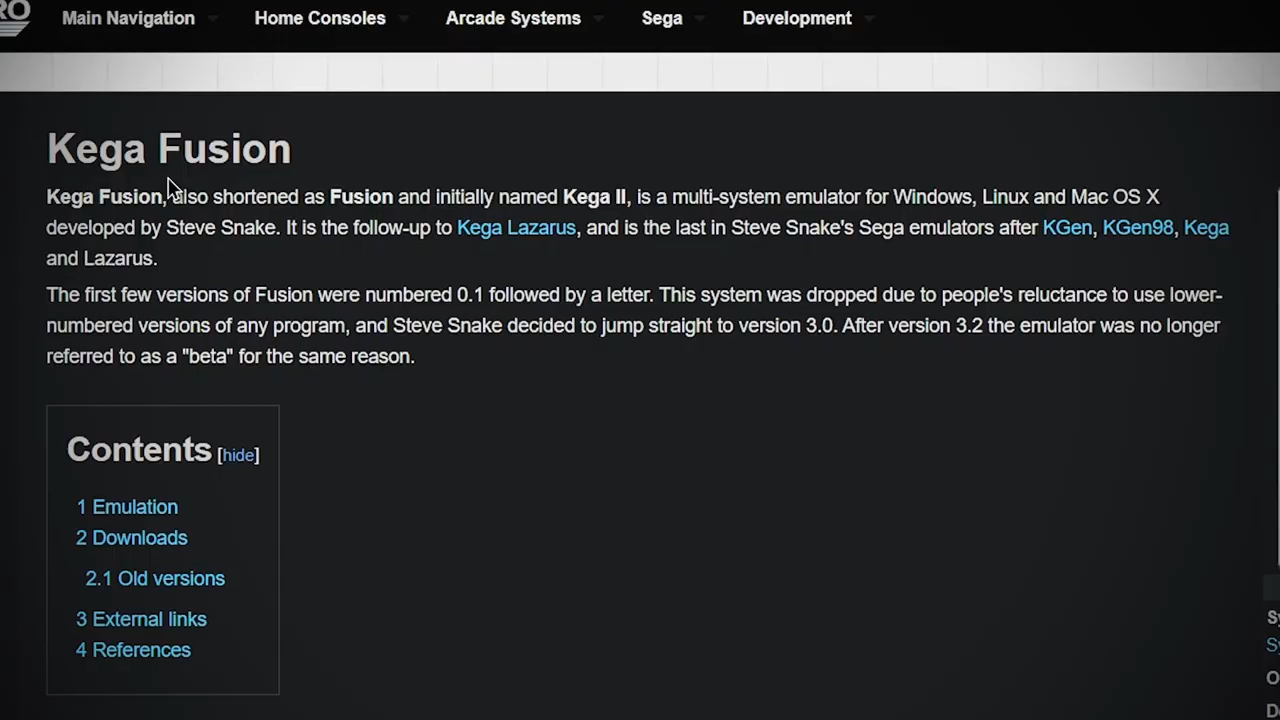 RO
Main Navigation Home Consoles Arcade Systems Sega Development
Kega Fusion
Kega Fusion, also shortened as Fusion and initially named Kega II, is a multi-system emulator for Windows, Linux and Mac OS X
developed by Steve Snake. It is the follow-up to Kega Lazarus, and is the last in Steve Snake's Sega emulators after KGen, KGen98, Kega
and Lazarus.
The first few versions of Fusion were numbered 0.1 followed by a letter. This system was dropped due to people's reluctance to use lower-
numbered versions of any program, and Steve Snake decided to jump straight to version 3.0. After version 3.2 the emulator was no longer
referred to as a "beta" for the same reason.
Contents [hide]
1 Emulation
2 Downloads
2.1 Old versions
3 External links
4 References